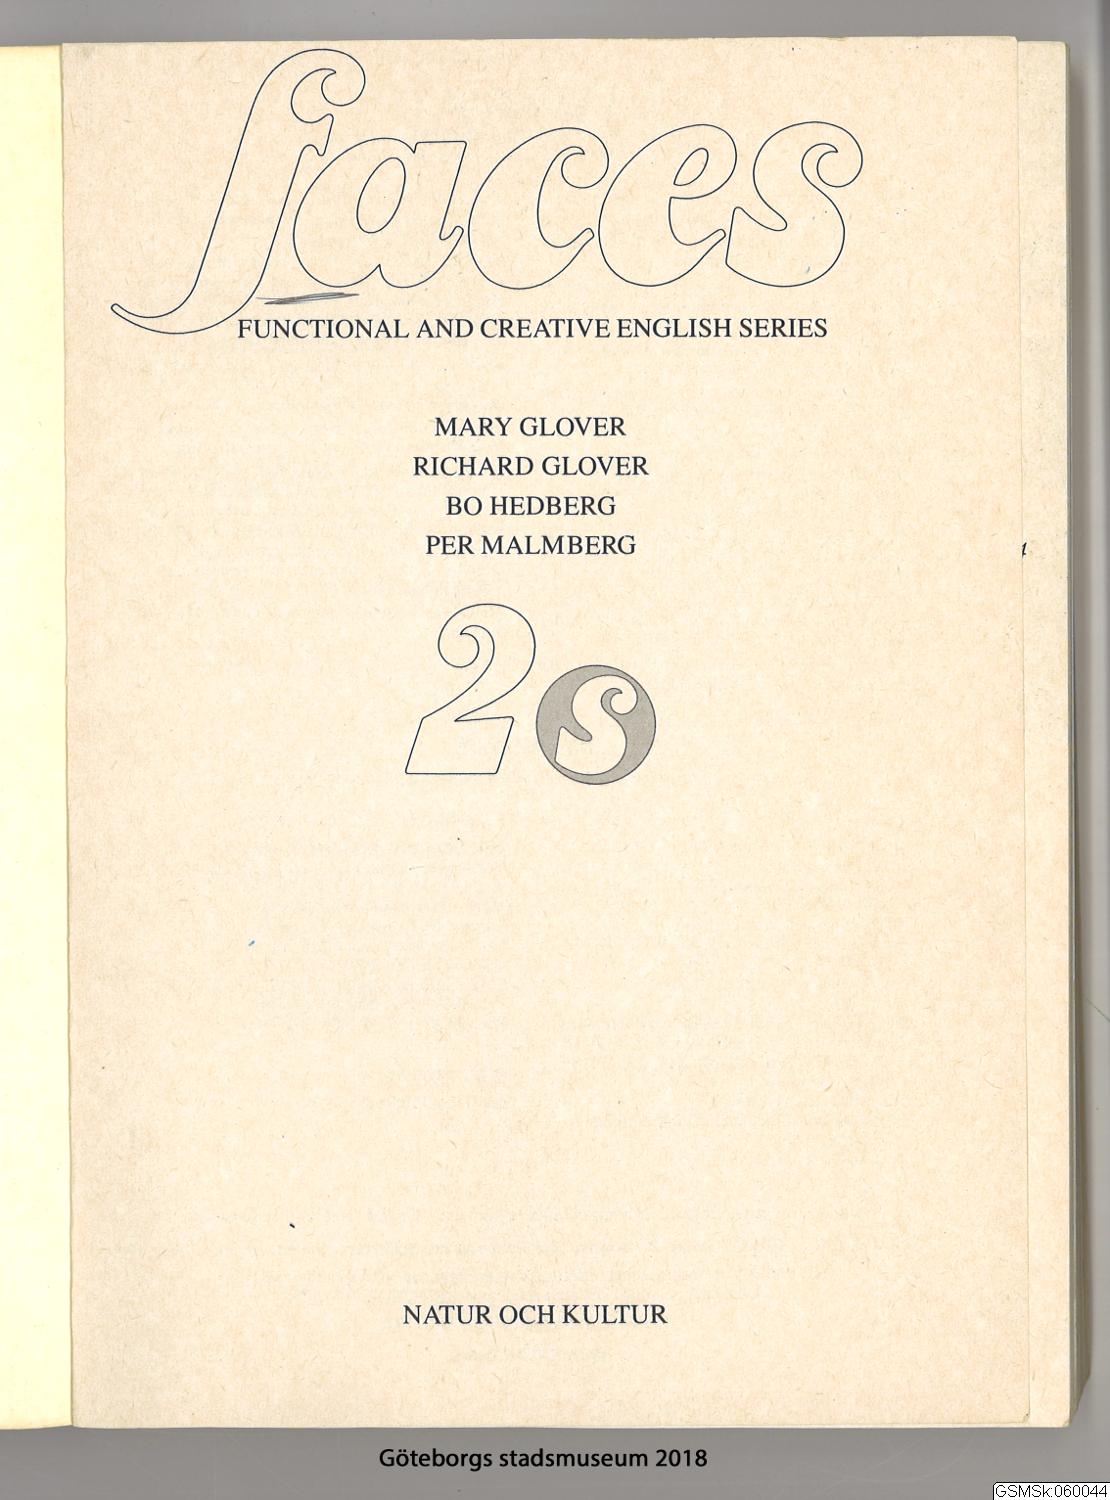 faces
FUNCTIONAL AND CREATIVE ENGLISH SERIES
MARY GLOVER
RICHARD GLOVER
BO HEDBERG
PER MALMBERG
2 S
NATUR OCH KULTUR
Göteborgs stadsmuseum 2018
GSMSk:060044